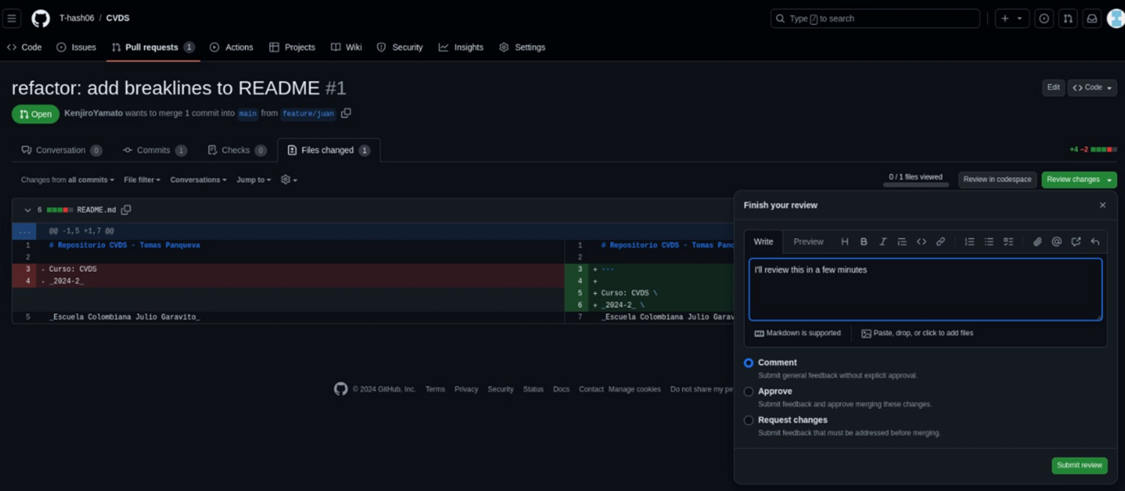 T-hash06 / CVDS
Type / to search
Code Issues Pull requests 1 Actions Projects Wiki Security Insights Settings
refactor: add breaklines to README #1
Edit Code
Open KenjiroYamato wants to merge 1 commit into main from feature/juan
Conversation 0 Commits 1 Checks 0 Files changed 1
+4 −2
Changes from all commits File filter Conversations Jump to
0 / 1 files viewed Review in codespace Review changes
6 README.md
... @@ -1,5 +1,7 @@
1 # Repositorio CVDS - Tomas Panqueva 1 # Repositorio CVDS - Tomas Pan
2 2
3 - Curso: CVDS 3 + ---
4 - _2024-2_ 4 +
5 + Curso: CVDS \
6 + _2024-2_ \
5 _Escuela Colombiana Julio Garavito_ 7 _Escuela Colombiana Julio Garav
Finish your review
Write Preview
I'll review this in a few minutes
Markdown is supported Paste, drop, or click to add files
Comment
Submit general feedback without explicit approval.
Approve
Submit feedback and approve merging these changes.
Request changes
Submit feedback that must be addressed before merging.
Submit review
© 2024 GitHub, Inc. Terms Privacy Security Status Docs Contact Manage cookies Do not share my pe